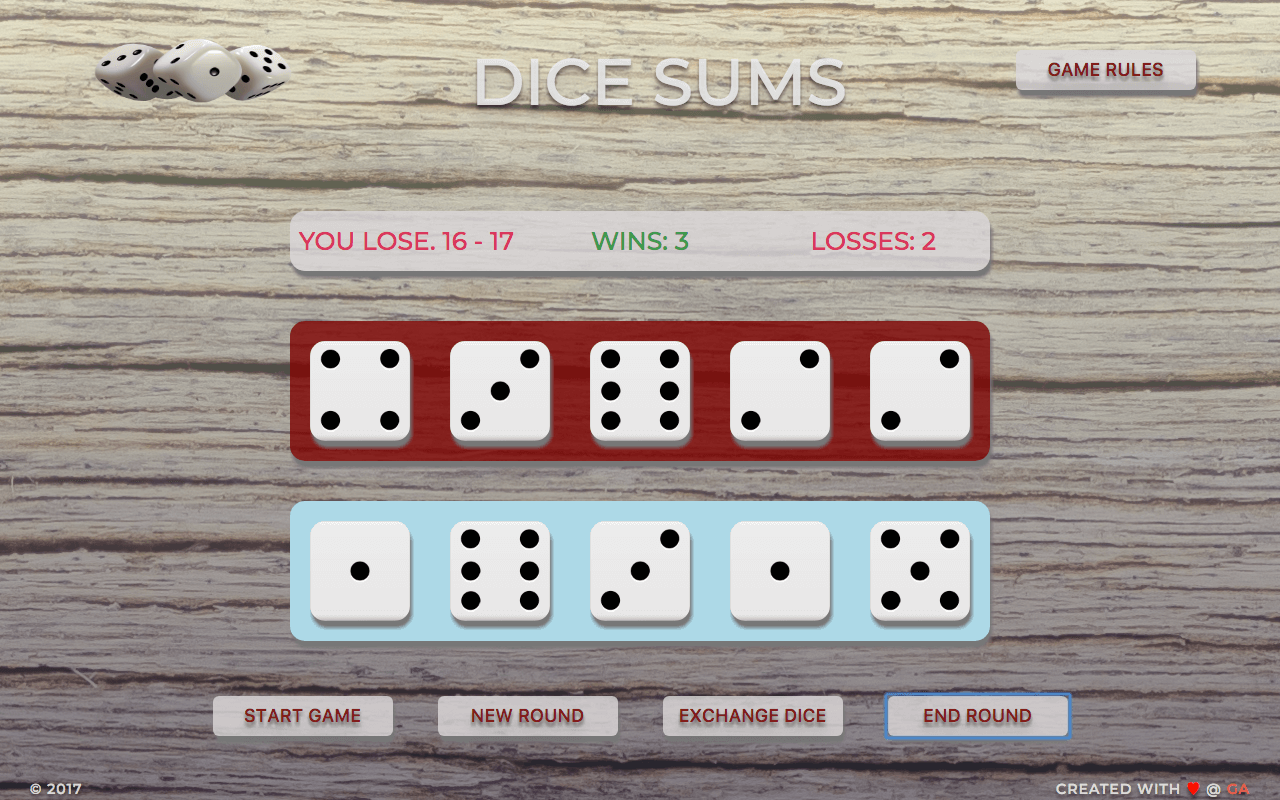 DICE SUMS
GAME RULES
YOU LOSE. 16 - 17 WINS: 3 LOSSES: 2
START GAME NEW ROUND EXCHANGE DICE END ROUND
© 2017 CREATED WITH ♥ @ GA